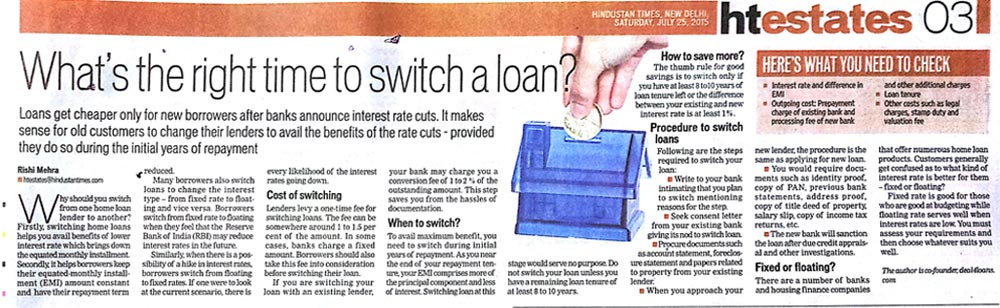 HINDUSTAN TIMES, NEW DELHI,
SATURDAY, JULY 25, 2015
htestates 03
What's the right time to switch a loan?
Loans get cheaper only for new borrowers after banks announce interest rate cuts. It makes
sense for old customers to change their lenders to avail the benefits of the rate cuts - provided
they do so during the initial years of repayment
Rishi Mehra
htestates@hindustantimes.com
Why should you switch
from one home loan
lender to another?
Firstly, switching home loans
helps you avail benefits of lower
interest rate which brings down
the equated monthly installment.
Secondly, it helps borrowers keep
their equated-monthly install-
ment (EMI) amount constant
and have their repayment term
reduced.
Many borrowers also switch
loans to change the interest
type – from fixed rate to floating
and vice versa. Borrowers
switch from fixed rate to floating
when they feel that the Reserve
Bank of India (RBI) may reduce
interest rates in the future.
Similarly, when there is a pos-
sibility of a hike in interest rates,
borrowers switch from floating
to fixed rates. If one were to look
at the current scenario, there is
every likelihood of the interest
rates going down.
Cost of switching
Lenders levy a one-time fee for
switching loans. The fee can be
somewhere around 1 to 1.5 per
cent of the amount. In some
cases, banks charge a fixed
amount. Borrowers should also
take this fee into consideration
before switching their loan.
If you are switching your
loan with an existing lender,
your bank may charge you a
conversion fee of 1 to 2 % of the
outstanding amount. This step
saves you from the hassles of
documentation.
When to switch?
To avail maximum benefit, you
need to switch during initial
years of repayment. As you near
the end of your repayment ten-
ure, your EMI comprises more of
the principal component and less
of interest. Switching loan at this
stage would serve no purpose. Do
not switch your loan unless you
have a remaining loan tenure of
at least 8 to 10 years.
How to save more?
The thumb rule for good
savings is to switch only if
you have at least 8 to 10 years of
loan tenure left or the difference
between your existing and new
interest rate is at least 1%.
Procedure to switch
loans
Following are the steps
required to switch your
loan:
Write to your bank
intimating that you plan
to switch mentioning
reasons for the step.
Seek consent letter
from your existing bank
giving its nod to switch loan.
Procure documents such
as account statement, foreclo-
sure statement and papers related
to property from your existing
lender.
When you approach your
HERE'S WHAT YOU NEED TO CHECK
Interest rate and difference in
EMI
Outgoing cost: Prepayment
charge of existing bank and
processing fee of new bank
and other additional charges
Loan tenure
Other costs such as legal
charges, stamp duty and
valuation fee
new lender, the procedure is the
same as applying for new loan.
You would require docu-
ments such as identity proof,
copy of PAN, previous bank
statements, address proof,
copy of title deed of property,
salary slip, copy of income tax
returns, etc.
The new bank will sanction
the loan after due credit apprais-
al and other investigations.
Fixed or floating?
There are a number of banks
and housing finance companies
that offer numerous home loan
products. Customers generally
get confused as to what kind of
interest rate is better for them
– fixed or floating?
Fixed rate is good for those
who are good at budgeting while
floating rate serves well when
interest rates are low. You must
assess your requirements and
then choose whatever suits you
well.
The author is co-founder, deal4loans.
com